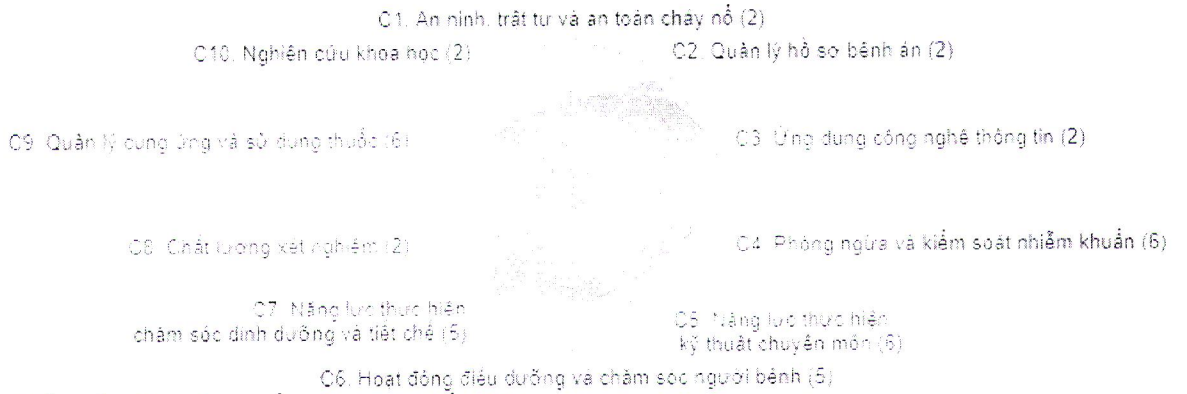 C1. An ninh, trật tự và an toàn cháy nổ (2)
C10. Nghiên cứu khoa học (2)
C2. Quản lý hồ sơ bệnh án (2)
C9. Quản lý cung ứng và sử dụng thuốc (6)
C3. Ứng dụng công nghệ thông tin (2)
C8. Chất lượng xét nghiệm (2)
C4. Phòng ngừa và kiểm soát nhiễm khuẩn (6)
C7. Năng lực thực hiện
chăm sóc dinh dưỡng và tiết chế (5)
C5. Năng lực thực hiện
kỹ thuật chuyên môn (6)
C6. Hoạt động điều dưỡng và chăm sóc người bệnh (5)